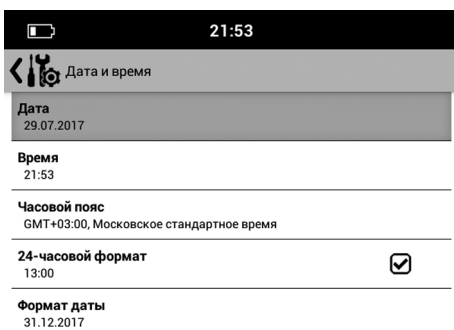 21:53
Дата и время
Дата
29.07.2017
Время
21:53
Часовой пояс
GMT+03:00, Московское стандартное время
24-часовой формат
13:00
Формат даты
31.12.2017